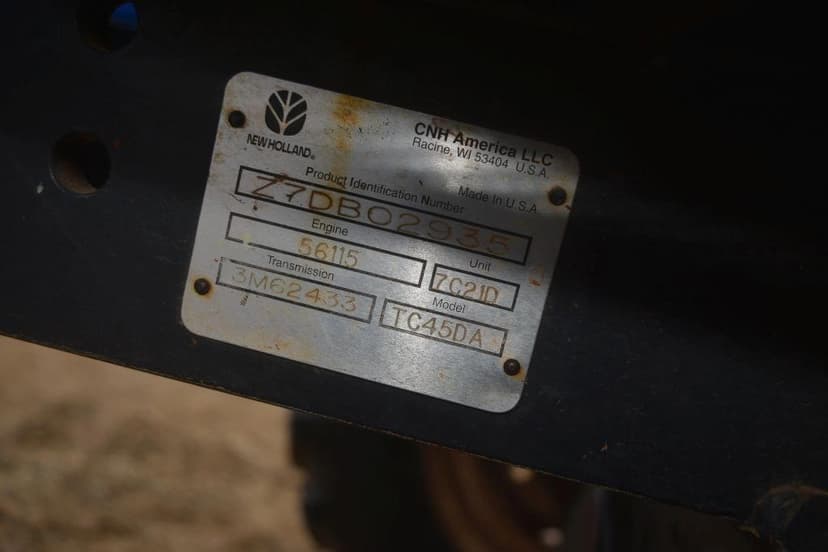 NEW HOLLAND®
CNH America LLC
Racine, WI 53404 U.S.A.
Product Identification Number
Made In U.S.A.
Z7DB02935
Engine
56115
Unit
7C21D
Transmission
3M62433
Model
TC45DA